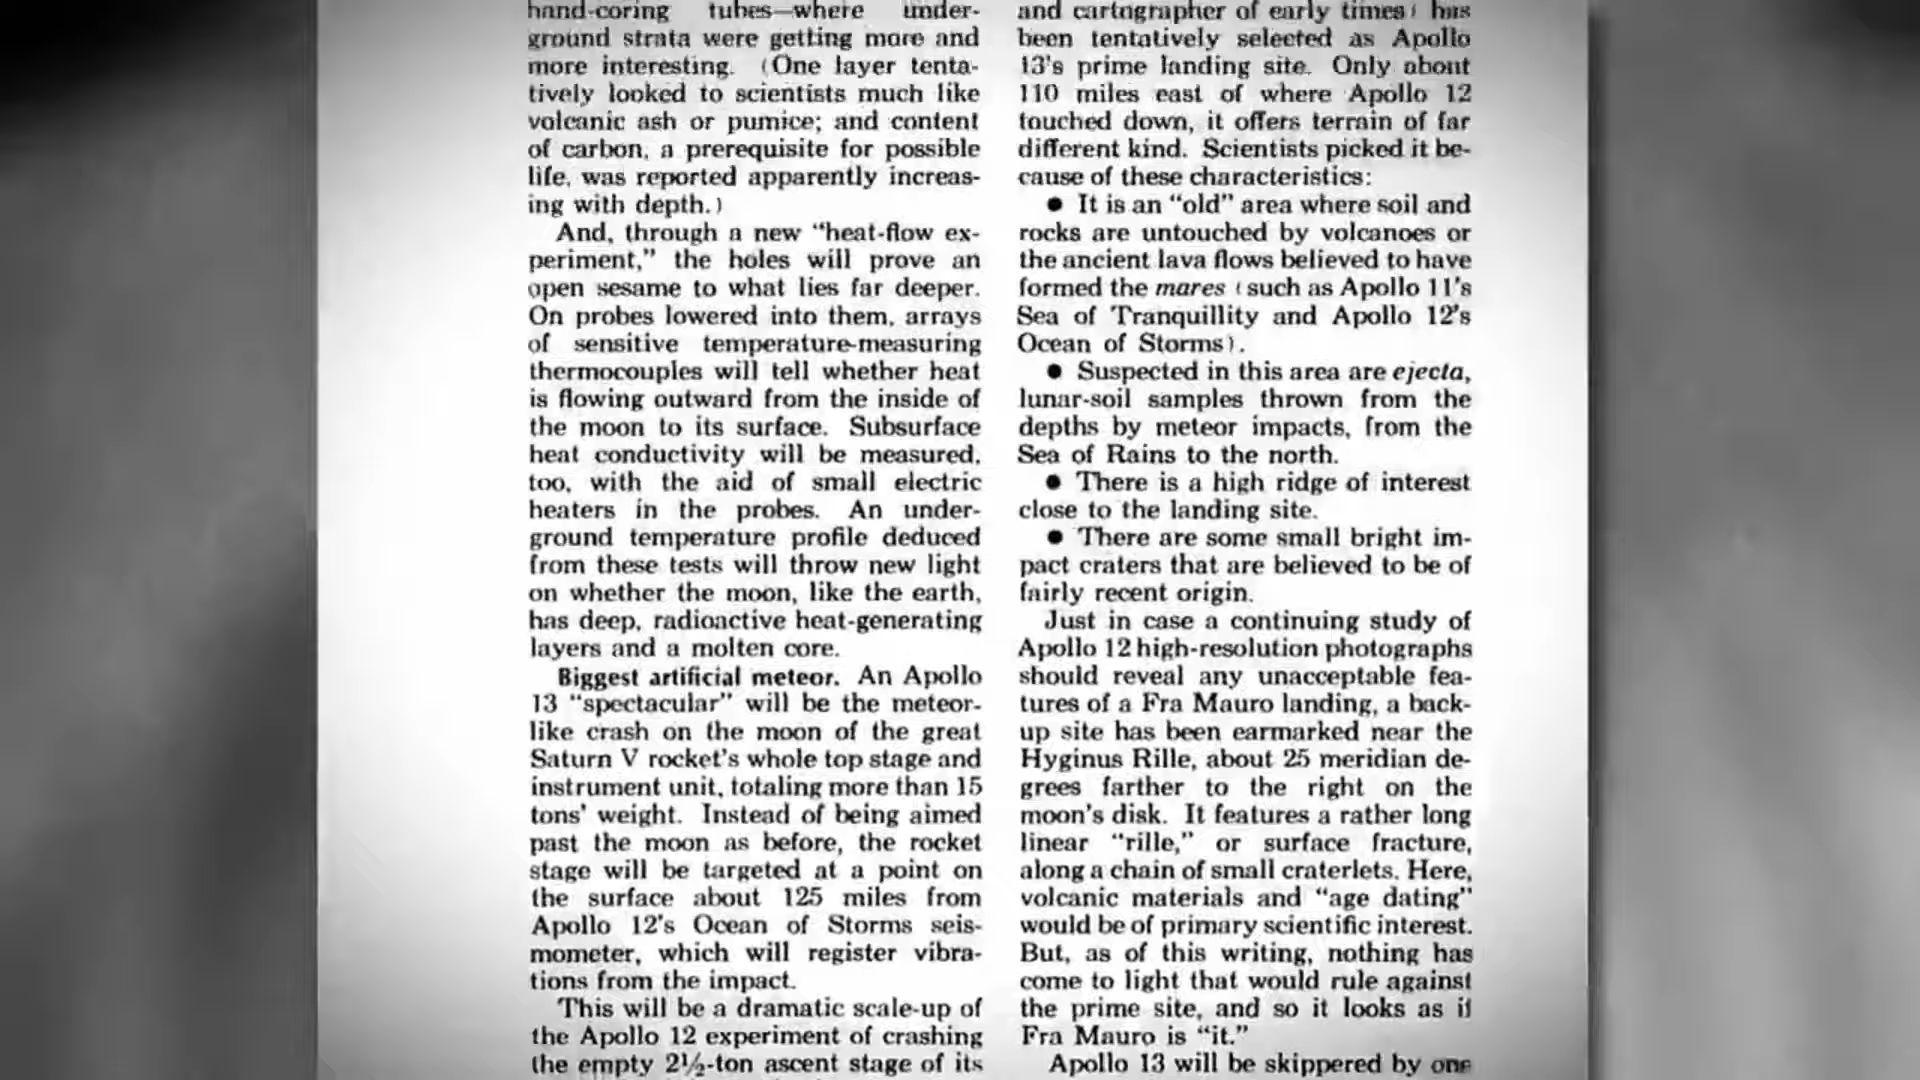 hand-coring tubes—where under-
ground strata were getting more and
more interesting. (One layer tenta-
tively looked to scientists much like
volcanic ash or pumice; and content
of carbon, a prerequisite for possible
life, was reported apparently increas-
ing with depth.)
And, through a new "heat-flow ex-
periment," the holes will prove an
open sesame to what lies far deeper.
On probes lowered into them, arrays
of sensitive temperature-measuring
thermocouples will tell whether heat
is flowing outward from the inside of
the moon to its surface. Subsurface
heat conductivity will be measured,
too, with the aid of small electric
heaters in the probes. An under-
ground temperature profile deduced
from these tests will throw new light
on whether the moon, like the earth,
has deep, radioactive heat-generating
layers and a molten core.
Biggest artificial meteor. An Apollo
13 "spectacular" will be the meteor-
like crash on the moon of the great
Saturn V rocket's whole top stage and
instrument unit, totaling more than 15
tons' weight. Instead of being aimed
past the moon as before, the rocket
stage will be targeted at a point on
the surface about 125 miles from
Apollo 12's Ocean of Storms seis-
mometer, which will register vibra-
tions from the impact.
This will be a dramatic scale-up of
the Apollo 12 experiment of crashing
the empty 2½-ton ascent stage of its
and cartographer of early times) has
been tentatively selected as Apollo
13's prime landing site. Only about
110 miles east of where Apollo 12
touched down, it offers terrain of far
different kind. Scientists picked it be-
cause of these characteristics:
● It is an "old" area where soil and
rocks are untouched by volcanoes or
the ancient lava flows believed to have
formed the mares (such as Apollo 11's
Sea of Tranquillity and Apollo 12's
Ocean of Storms).
● Suspected in this area are ejecta,
lunar-soil samples thrown from the
depths by meteor impacts, from the
Sea of Rains to the north.
● There is a high ridge of interest
close to the landing site.
● There are some small bright im-
pact craters that are believed to be of
fairly recent origin.
Just in case a continuing study of
Apollo 12 high-resolution photographs
should reveal any unacceptable fea-
tures of a Fra Mauro landing, a back-
up site has been earmarked near the
Hyginus Rille, about 25 meridian de-
grees farther to the right on the
moon's disk. It features a rather long
linear "rille," or surface fracture,
along a chain of small craterlets. Here,
volcanic materials and "age dating"
would be of primary scientific interest.
But, as of this writing, nothing has
come to light that would rule against
the prime site, and so it looks as if
Fra Mauro is "it."
Apollo 13 will be skippered by one